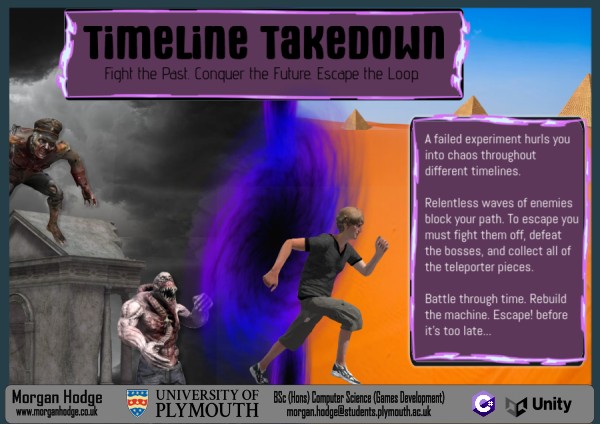 Timeline Takedown
Fight the Past. Conquer the Future. Escape the Loop
A failed experiment hurls you
into chaos throughout
different timelines.
Relentless waves of enemies
block your path. To escape you
must fight them off, defeat
the bosses, and collect all of
the teleporter pieces.
Battle through time. Rebuild
the machine. Escape! before
it's too late...
Morgan Hodge
www.morganhodge.co.uk
UNIVERSITY OF
PLYMOUTH
BSc (Hons) Computer Science (Games Development)
morgan.hodge@students.plymouth.ac.uk
C#
Unity